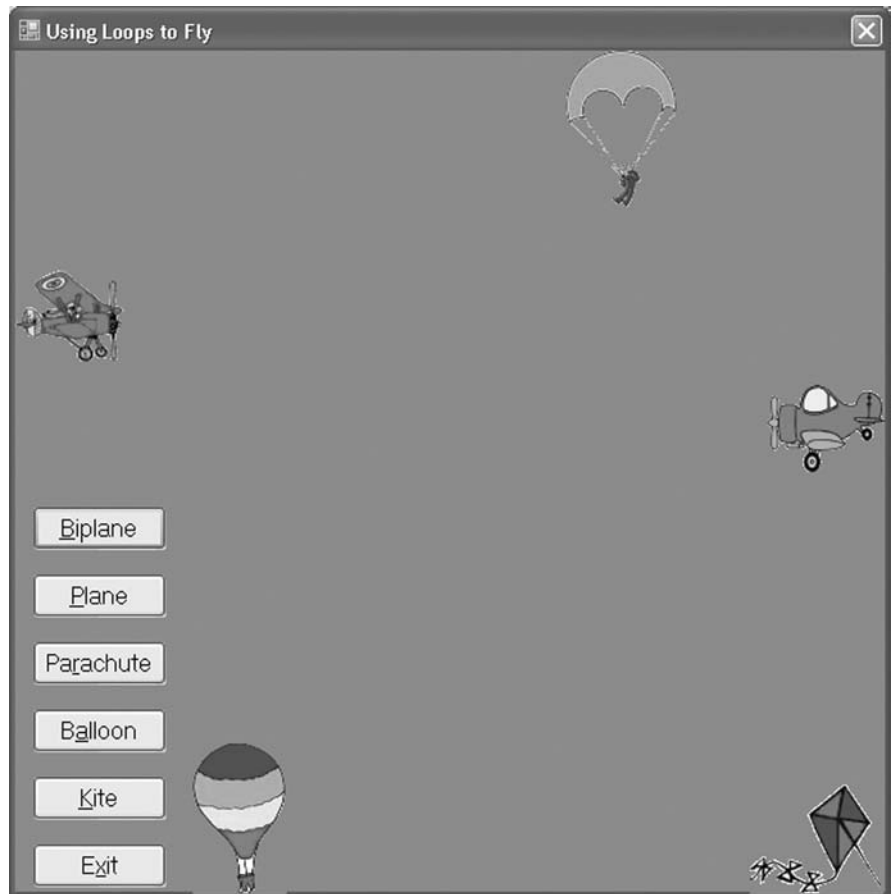 Using Loops to Fly
Biplane
Plane
Parachute
Balloon
Kite
Exit